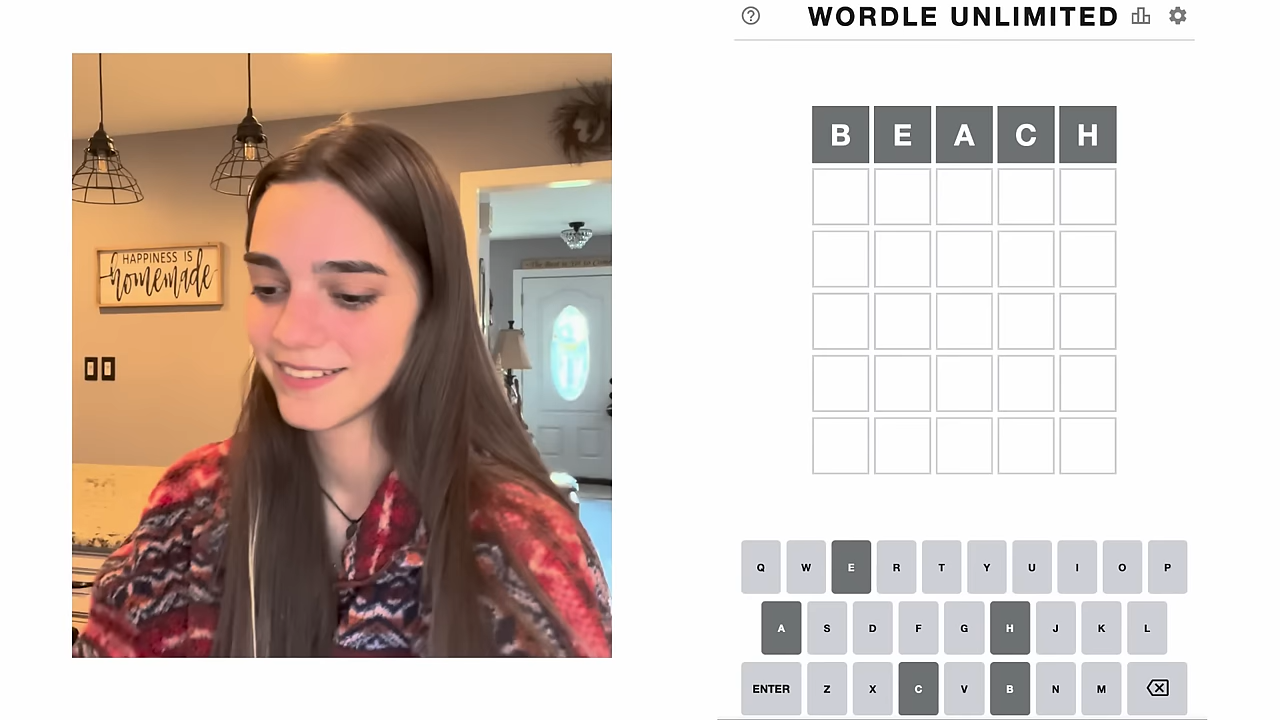 WORDLE UNLIMITED
HAPPINESS IS
homemade
B E A C H
Q W E R T Y U I O P
A S D F G H J K L
ENTER Z X C V B N M